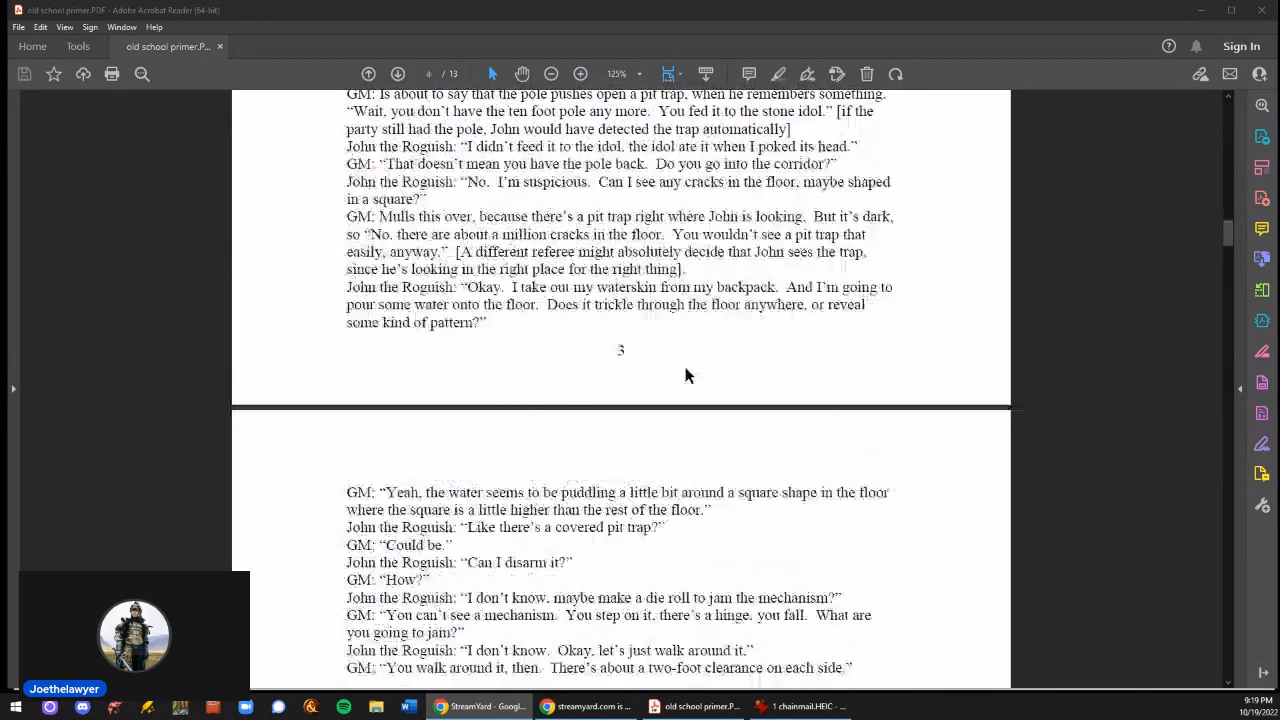 old school primer.PDF - Adobe Acrobat Reader (64-bit)
File Edit View Sign Window Help
Home Tools old school primer.P... × Sign In
4 / 13 125%
GM: Is about to say that the pole pushes open a pit trap, when he remembers something.
“Wait, you don’t have the ten foot pole any more.  You fed it to the stone idol.” [if the
party still had the pole, John would have detected the trap automatically]
John the Roguish: “I didn’t feed it to the idol, the idol ate it when I poked its head.”
GM: “That doesn’t mean you have the pole back.  Do you go into the corridor?”
John the Roguish: “No.  I’m suspicious.  Can I see any cracks in the floor, maybe shaped
in a square?”
GM: Mulls this over, because there’s a pit trap right where John is looking.  But it’s dark,
so “No, there are about a million cracks in the floor.  You wouldn’t see a pit trap that
easily, anyway.”  [A different referee might absolutely decide that John sees the trap,
since he’s looking in the right place for the right thing].
John the Roguish: “Okay.  I take out my waterskin from my backpack.  And I’m going to
pour some water onto the floor.  Does it trickle through the floor anywhere, or reveal
some kind of pattern?”
3
GM: “Yeah, the water seems to be puddling a little bit around a square shape in the floor
where the square is a little higher than the rest of the floor.”
John the Roguish: “Like there’s a covered pit trap?”
GM: “Could be.”
John the Roguish: “Can I disarm it?”
GM: “How?”
John the Roguish: “I don’t know, maybe make a die roll to jam the mechanism?”
GM: “You can’t see a mechanism.  You step on it, there’s a hinge, you fall.  What are
you going to jam?”
John the Roguish: “I don’t know.  Okay, let’s just walk around it.”
GM: “You walk around it, then.  There’s about a two-foot clearance on each side.”
Joethelawyer
StreamYard - Googl... streamyard.com is ... old school primer.P... 1 chainmail.HEIC - ...
9:19 PM
10/19/2022